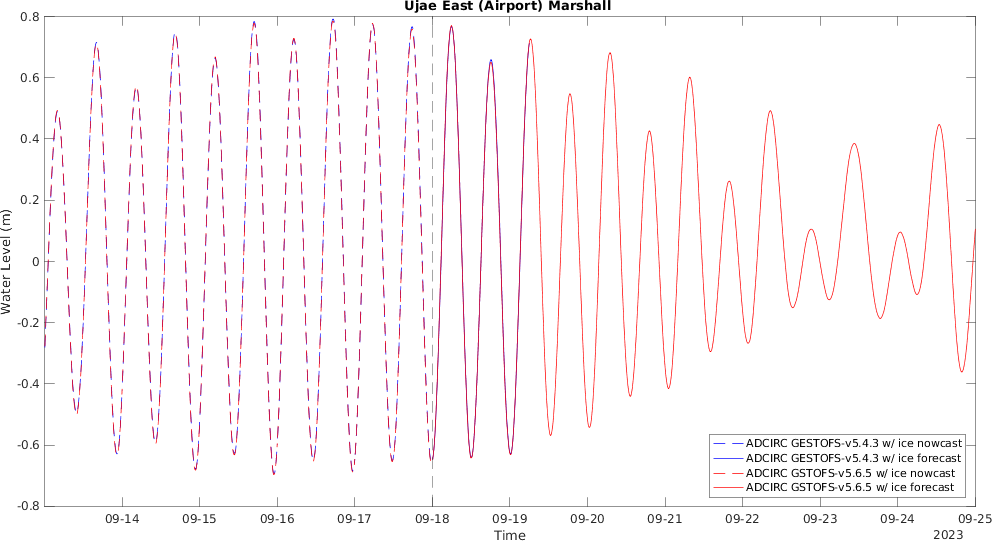 Ujae East (Airport) Marshall
0.8
0.6
0.4
0.2
0
-0.2
-0.4
-0.6
-0.8
Water Level (m)
ADCIRC GESTOFS-v5.4.3 w/ ice nowcast
ADCIRC GESTOFS-v5.4.3 w/ ice forecast
ADCIRC GSTOFS-v5.6.5 w/ ice nowcast
ADCIRC GSTOFS-v5.6.5 w/ ice forecast
09-14 09-15 09-16 09-17 09-18 09-19 09-20 09-21 09-22 09-23 09-24 09-25
Time
2023